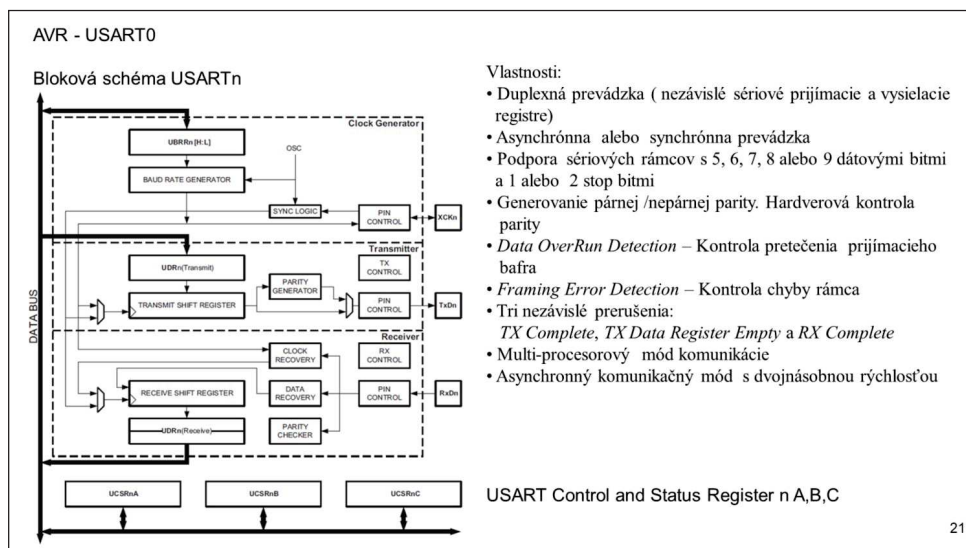 AVR - USART0
Bloková schéma USARTn
Clock Generator
UBRRn [H:L]
OSC
BAUD RATE GENERATOR
SYNC LOGIC
PIN
CONTROL
XCKn
Transmitter
UDRn(Transmit)
TX
CONTROL
PARITY
GENERATOR
TRANSMIT SHIFT REGISTER
PIN
CONTROL
TxDn
DATA BUS
Receiver
CLOCK
RECOVERY
RX
CONTROL
RECEIVE SHIFT REGISTER
DATA
RECOVERY
PIN
CONTROL
RxDn
UDRn(Receive)
PARITY
CHECKER
UCSRnA
UCSRnB
UCSRnC
Vlastnosti:
• Duplexná prevádzka ( nezávislé sériové prijímacie a vysielacie
registre)
• Asynchrónna alebo synchrónna prevádzka
• Podpora sériových rámcov s 5, 6, 7, 8 alebo 9 dátovými bitmi
a 1 alebo 2 stop bitmi
• Generovanie párnej /nepárnej parity. Hardverová kontrola
parity
• Data OverRun Detection – Kontrola pretečenia prijímacieho
bafra
• Framing Error Detection – Kontrola chyby rámca
• Tri nezávislé prerušenia:
TX Complete, TX Data Register Empty a RX Complete
• Multi-procesorový mód komunikácie
• Asynchronný komunikačný mód s dvojnásobnou rýchlosťou
USART Control and Status Register n A,B,C
21